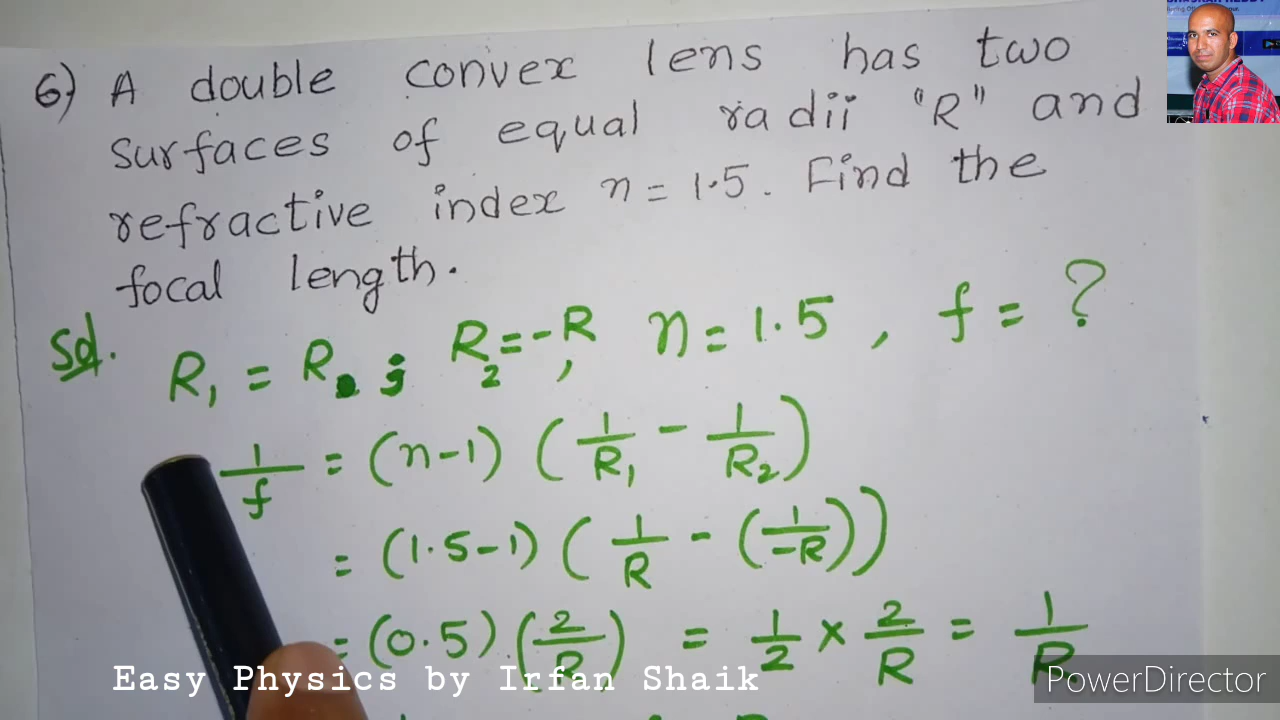 6) A double convex lens has two
surfaces of equal radii "R" and
refractive index n = 1.5. Find the
focal length.
Sol. R₁ = R ; R₂ = -R, n = 1.5 , f = ?
1/f = (n-1) (1/R₁ - 1/R₂)
= (1.5-1) (1/R - (1/-R))
= (0.5) (2/R) = 1/2 × 2/R = 1/R
Easy Physics by Irfan Shaik
PowerDirector